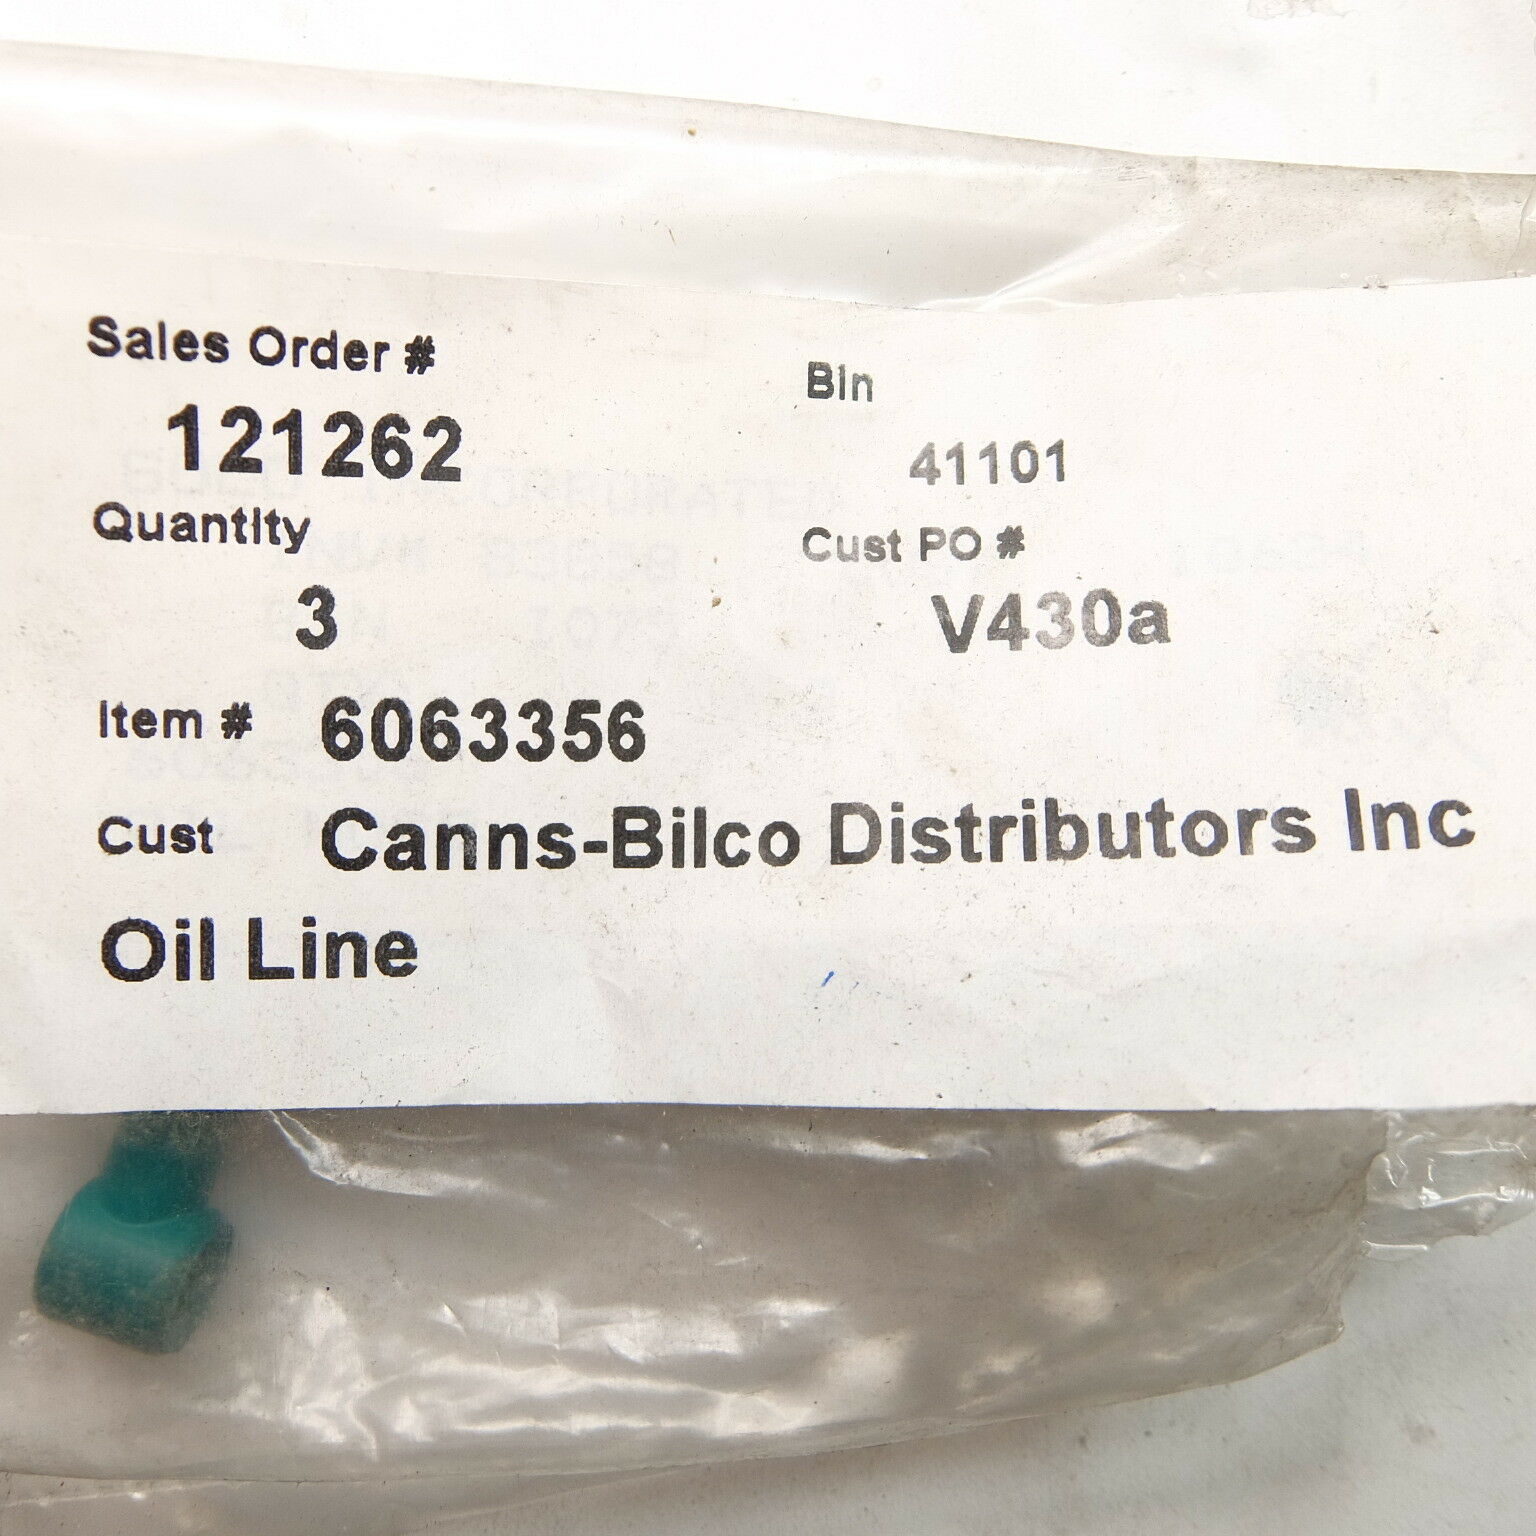 Sales Order #
121262
Quantity
3
Bin
41101
Cust PO #
V430a
Item # 6063356
Cust Canns-Bilco Distributors Inc
Oil Line